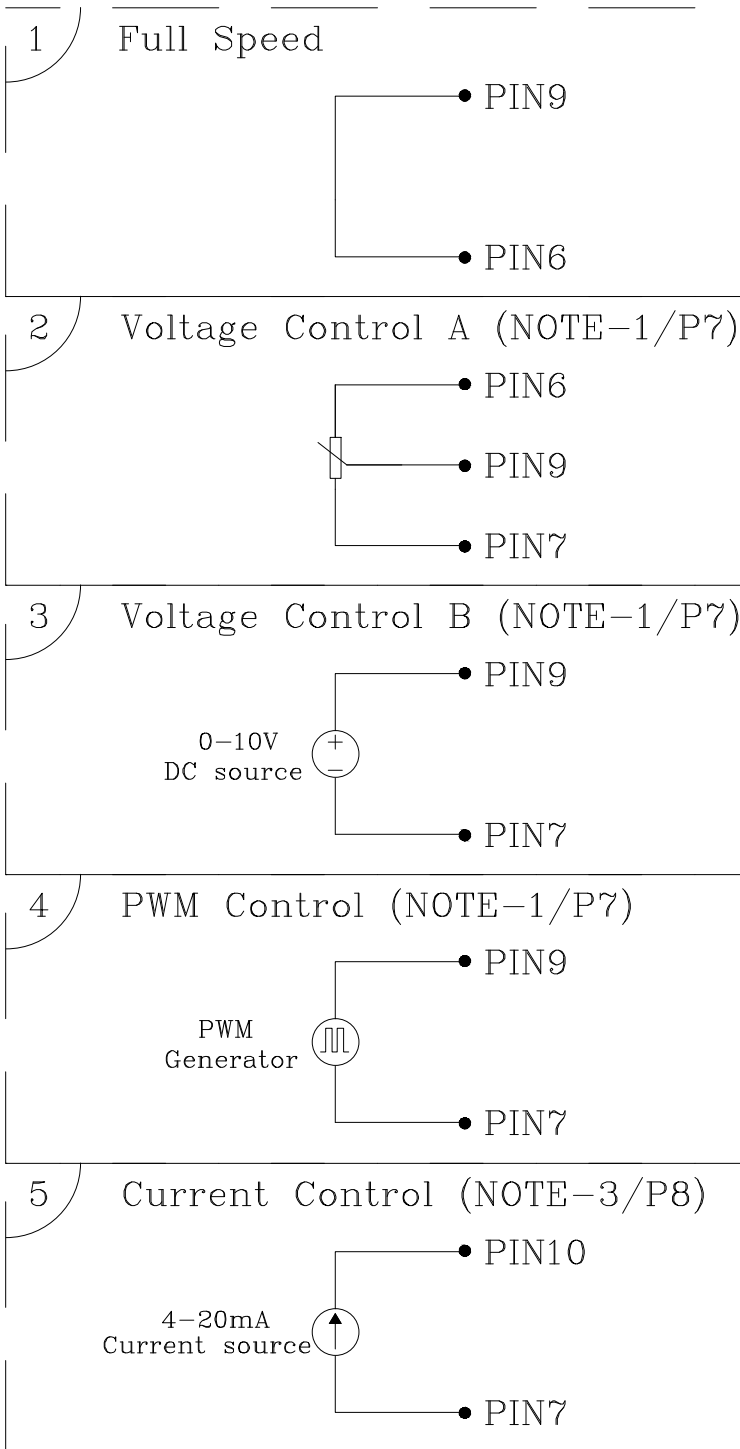 1 Full Speed
PIN9
PIN6
2 Voltage Control A (NOTE-1/P7)
PIN6
PIN9
PIN7
3 Voltage Control B (NOTE-1/P7)
PIN9
0-10V
+
DC source
−
PIN7
4 PWM Control (NOTE-1/P7)
PIN9
PWM
Generator
PIN7
5 Current Control (NOTE-3/P8)
PIN10
4-20mA
Current source
PIN7